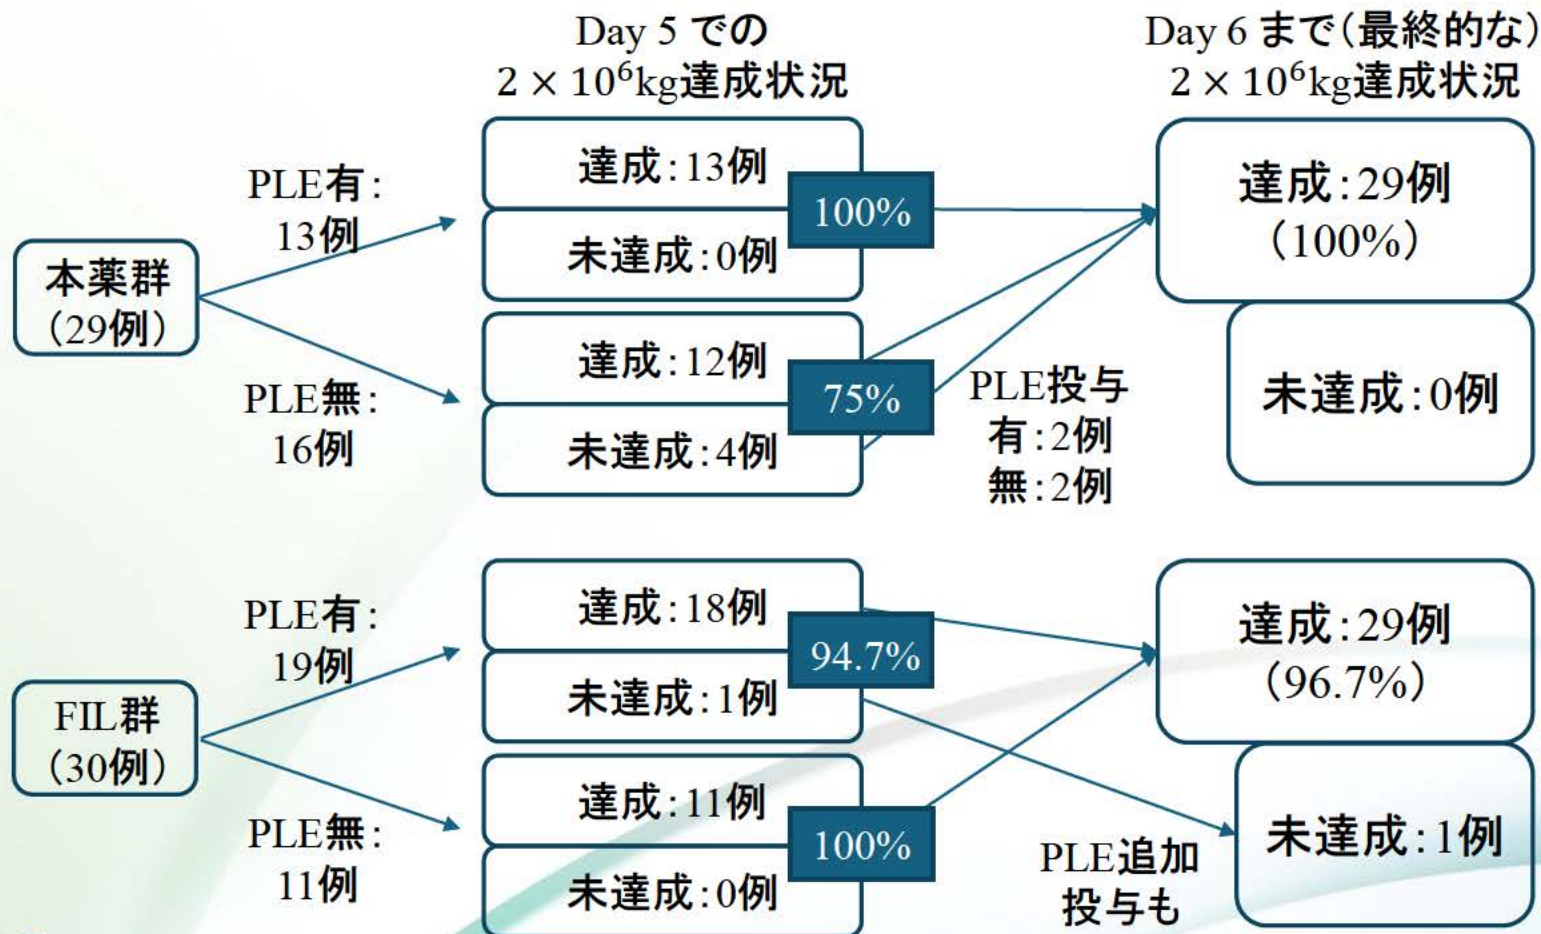 Day 5 での
2 × 10⁶kg達成状況
Day 6 まで(最終的な)
2 × 10⁶kg達成状況
本薬群
(29例)
PLE有:
13例
PLE無:
16例
達成:13例
未達成:0例
100%
達成:12例
未達成:4例
75%
PLE投与
有:2例
無:2例
達成:29例
(100%)
未達成:0例
FIL群
(30例)
PLE有:
19例
PLE無:
11例
達成:18例
未達成:1例
94.7%
達成:11例
未達成:0例
100%
PLE追加
投与も
達成:29例
(96.7%)
未達成:1例